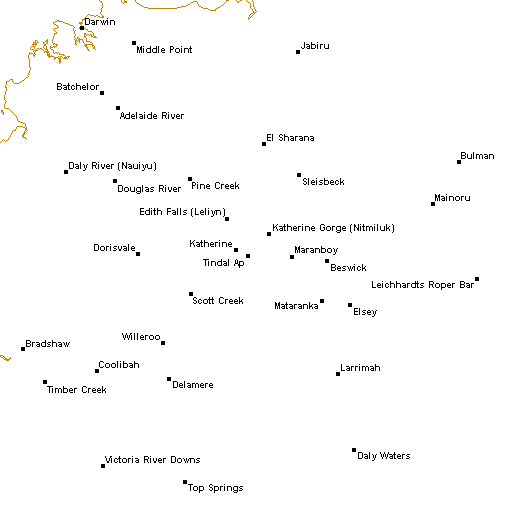 Darwin
Middle Point
Jabiru
Batchelor
Adelaide River
El Sharana
Bulman
Daly River (Nauiyu)
Douglas River
Pine Creek
Sleisbeck
Mainoru
Edith Falls (Leliyn)
Katherine Gorge (Nitmiluk)
Dorisvale
Katherine
Maranboy
Tindal Ap
Beswick
Leichhardts Roper Bar
Scott Creek
Mataranka
Elsey
Willeroo
Bradshaw
Coolibah
Larrimah
Timber Creek
Delamere
Daly Waters
Victoria River Downs
Top Springs